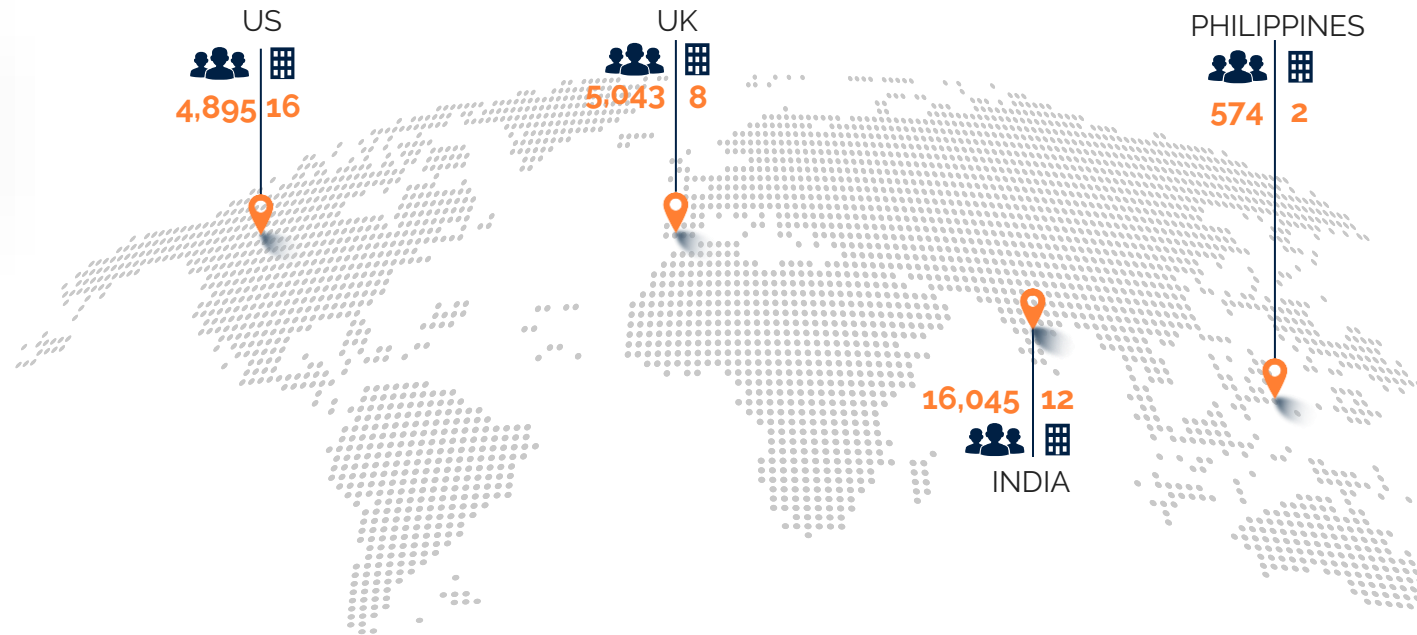 US
4,895 16
UK
5,043 8
PHILIPPINES
574 2
16,045 12
INDIA